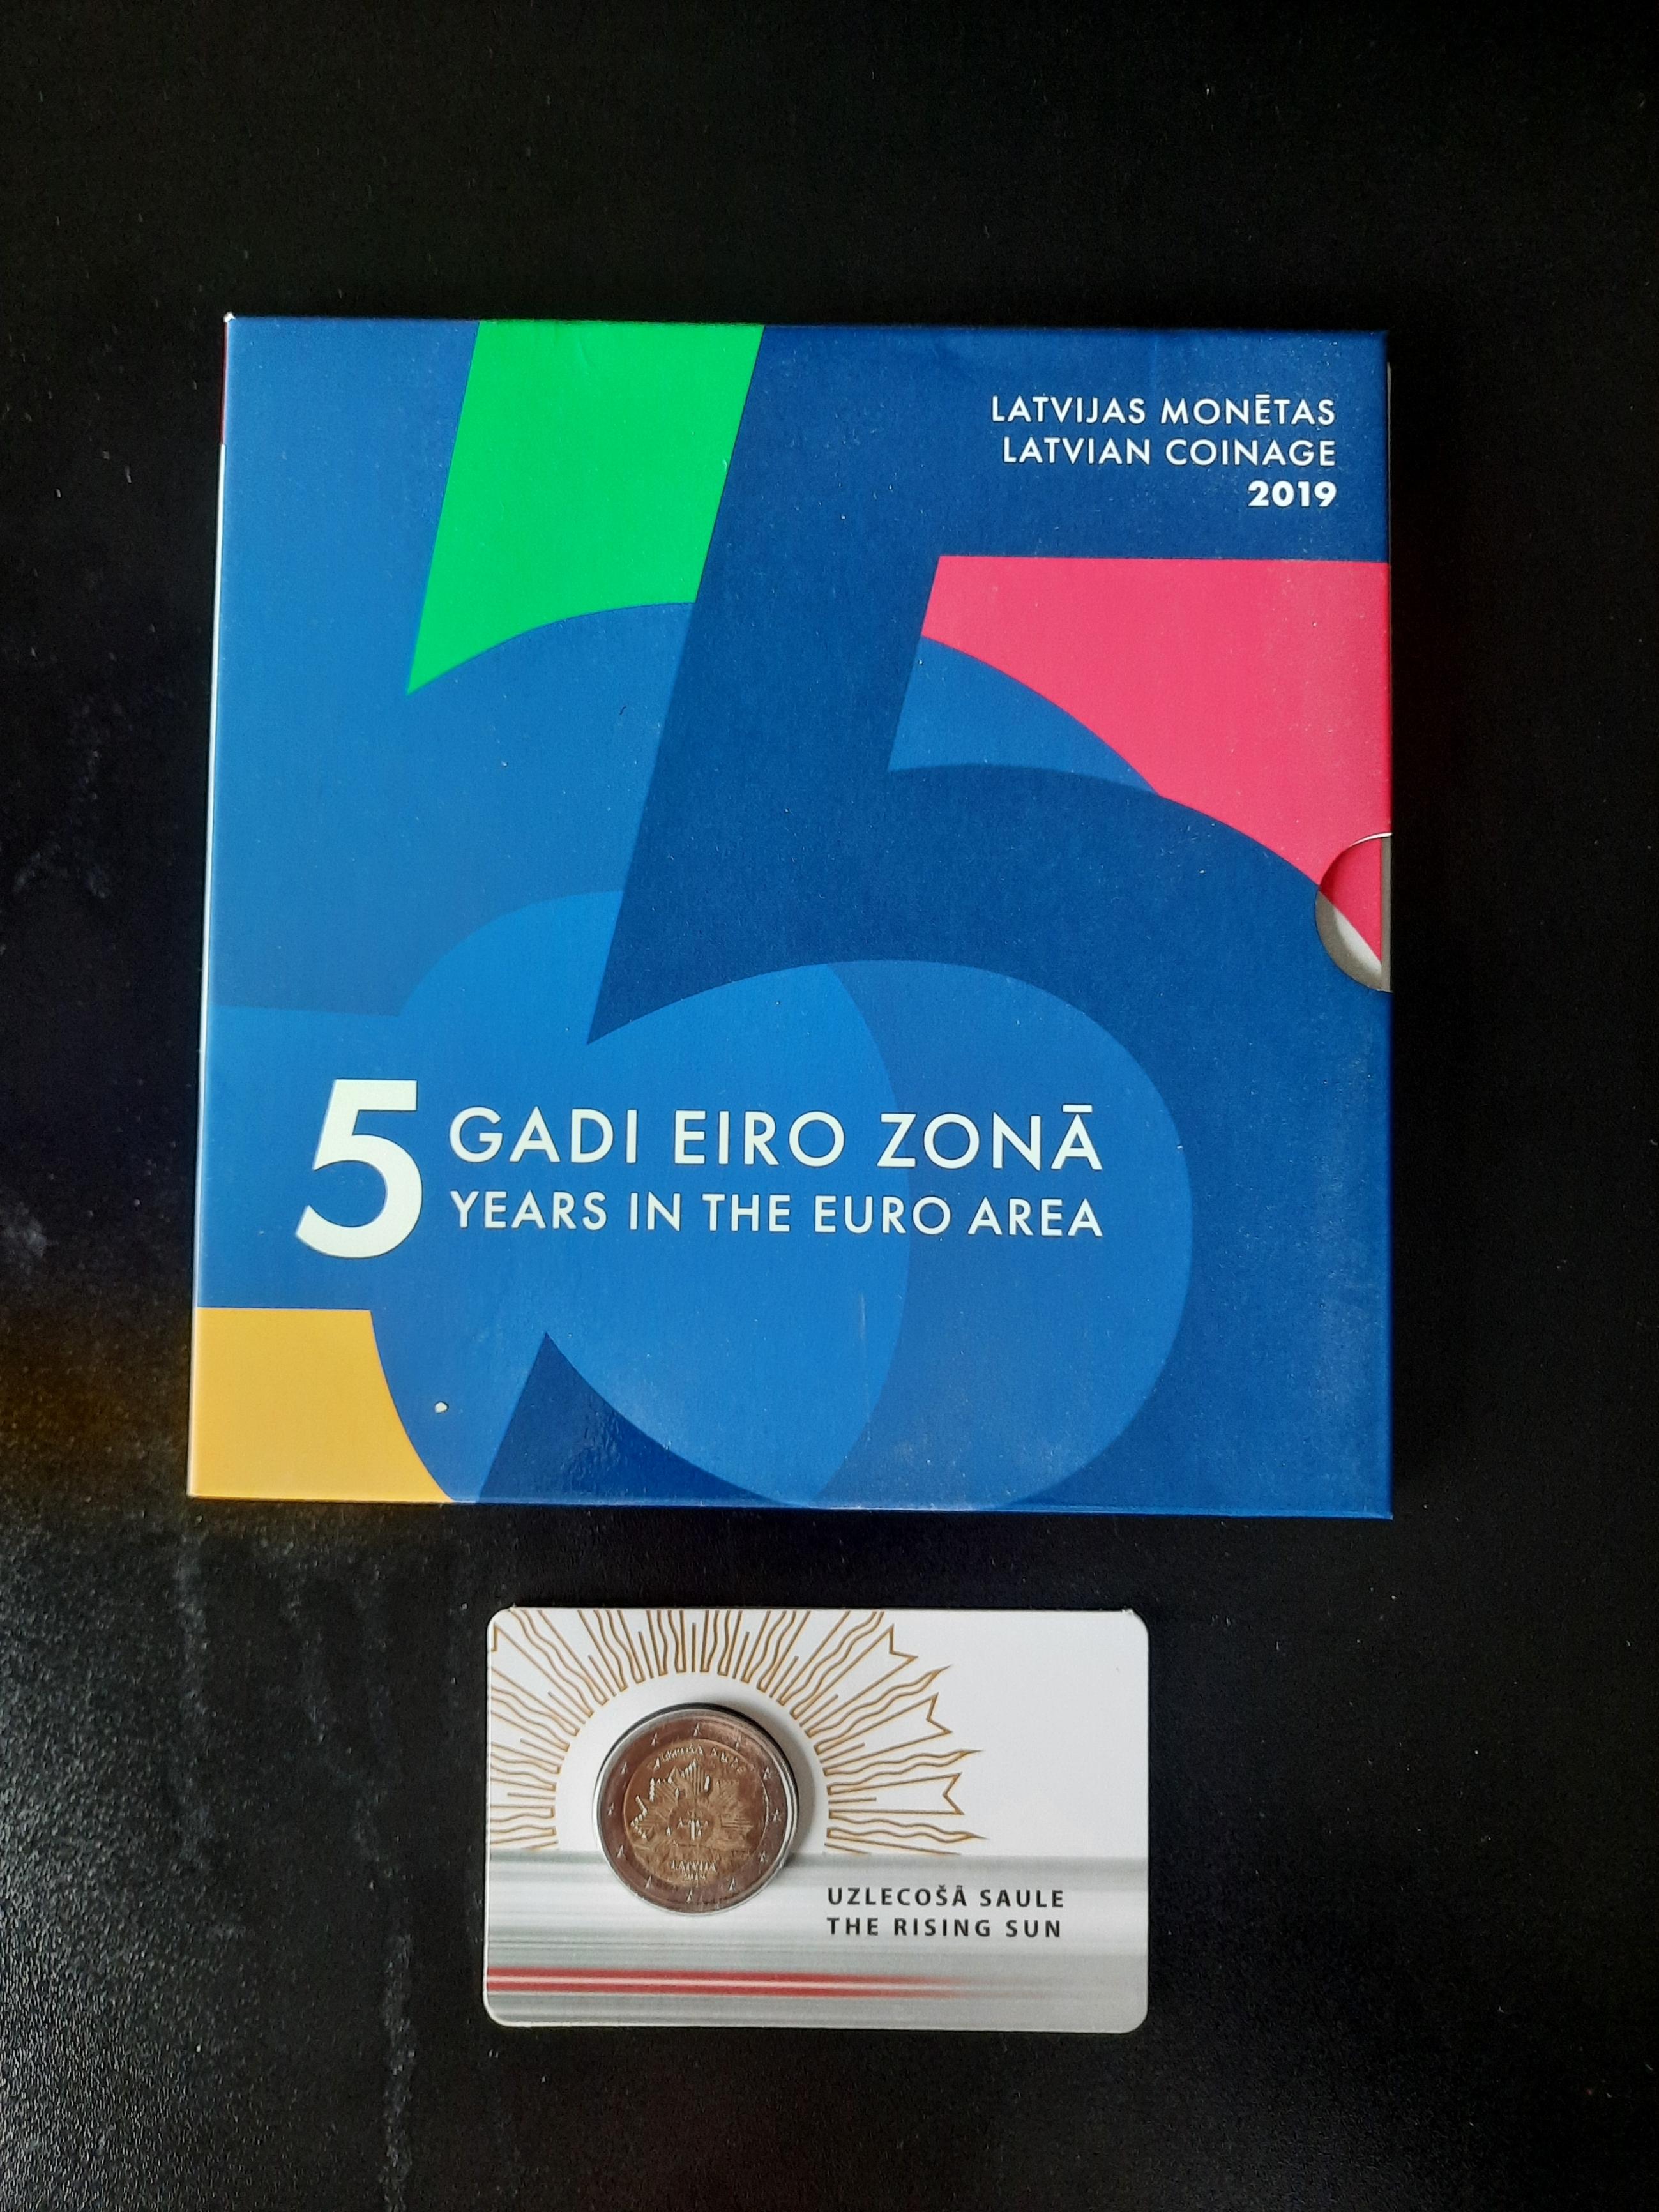 LATVIJAS MONĒTAS
LATVIAN COINAGE
2019
5 GADI EIRO ZONĀ
YEARS IN THE EURO AREA
SAULE
LATVIJA
UZLECOŠĀ SAULE
THE RISING SUN